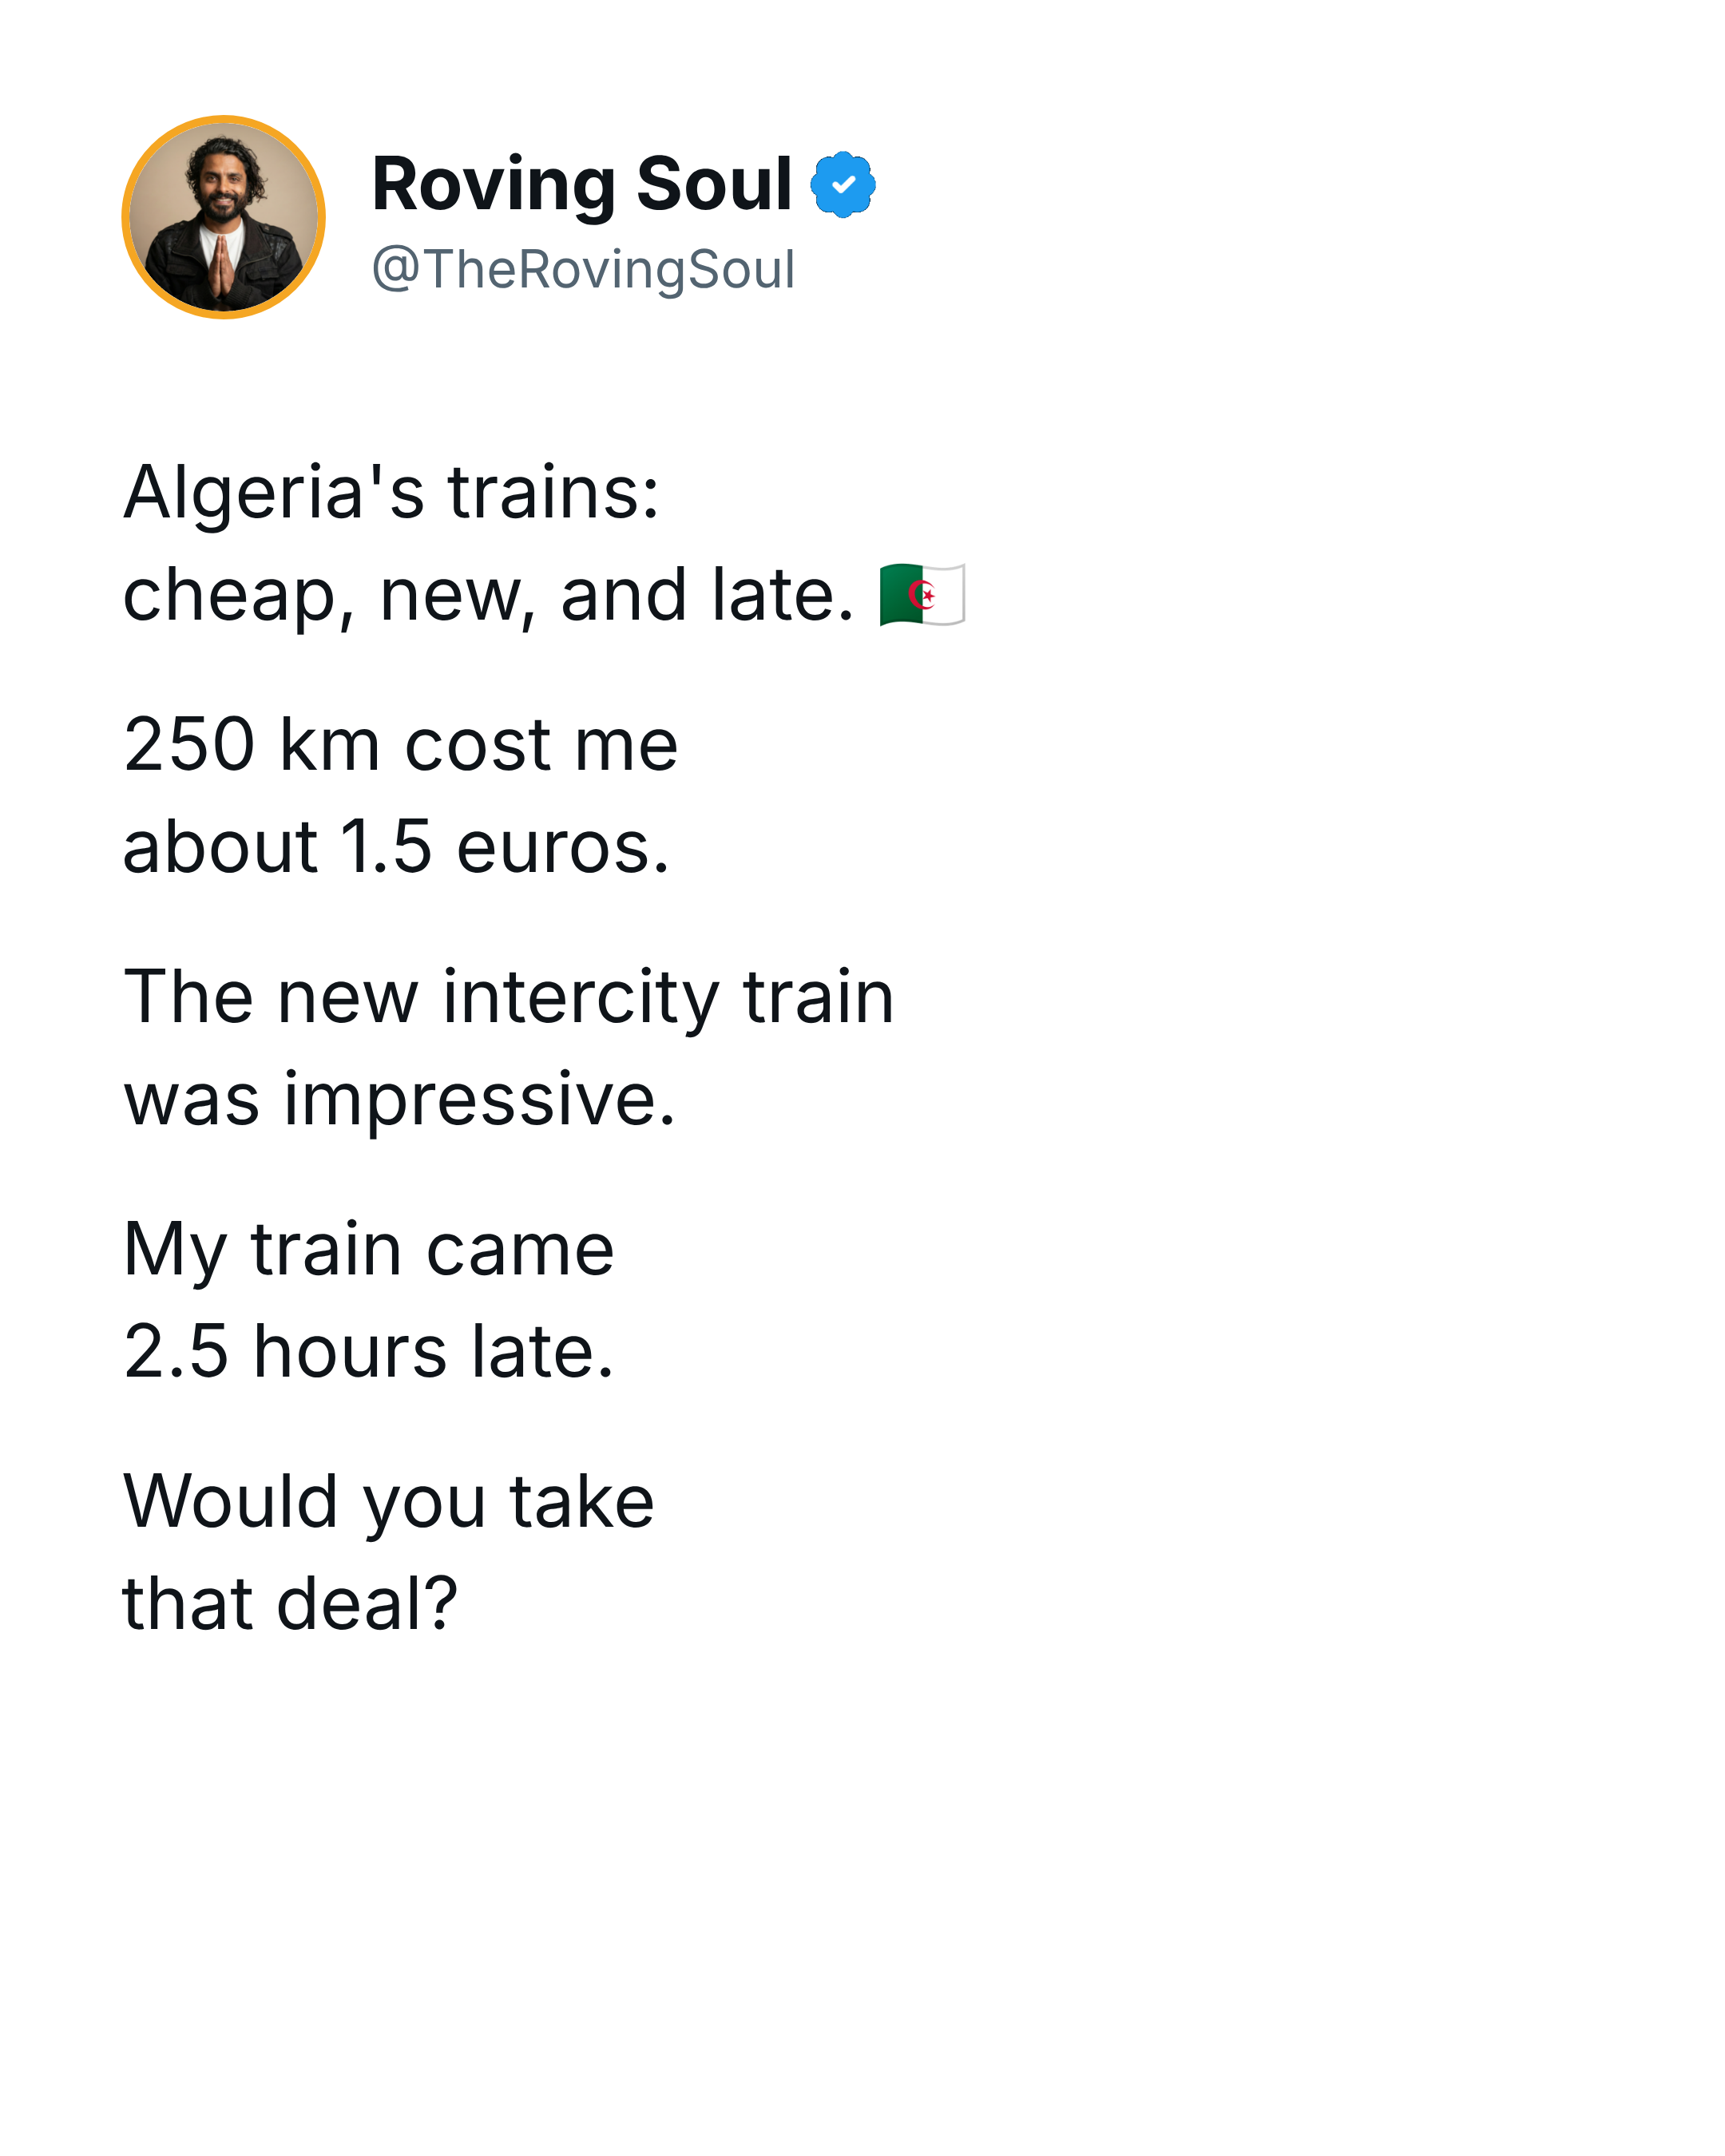 Roving Soul
@TheRovingSoul
Algeria's trains:
cheap, new, and late. 🇩🇿
250 km cost me
about 1.5 euros.
The new intercity train
was impressive.
My train came
2.5 hours late.
Would you take
that deal?